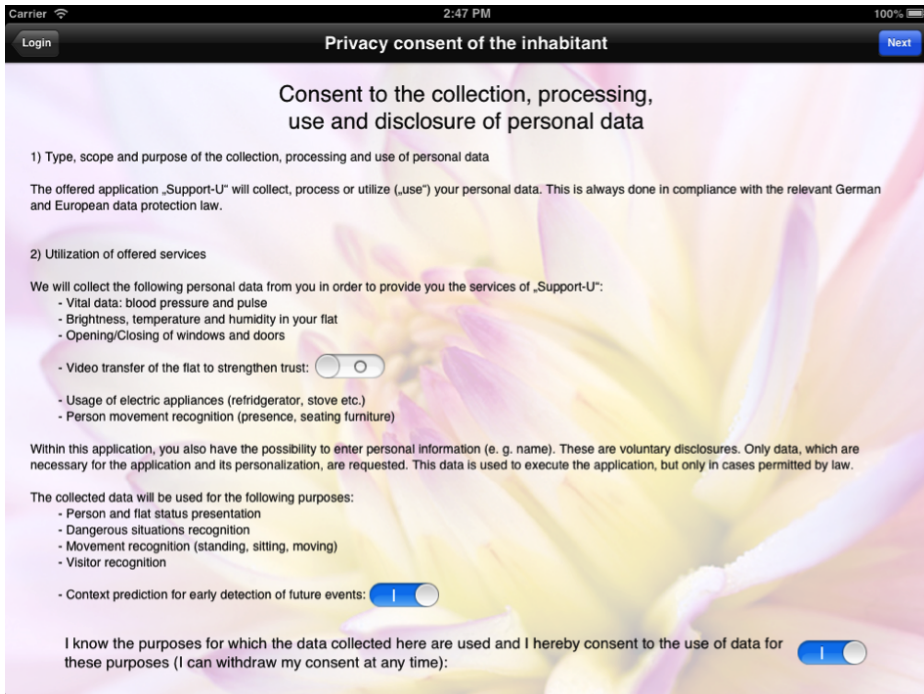 Carrier 2:47 PM 100%
Login Privacy consent of the inhabitant Next
Consent to the collection, processing,
use and disclosure of personal data
1) Type, scope and purpose of the collection, processing and use of personal data
The offered application „Support-U" will collect, process or utilize („use") your personal data. This is always done in compliance with the relevant German
and European data protection law.
2) Utilization of offered services
We will collect the following personal data from you in order to provide you the services of „Support-U":
- Vital data: blood pressure and pulse
- Brightness, temperature and humidity in your flat
- Opening/Closing of windows and doors
- Video transfer of the flat to strengthen trust:
- Usage of electric appliances (refridgerator, stove etc.)
- Person movement recognition (presence, seating furniture)
Within this application, you also have the possibility to enter personal information (e. g. name). These are voluntary disclosures. Only data, which are
necessary for the application and its personalization, are requested. This data is used to execute the application, but only in cases permitted by law.
The collected data will be used for the following purposes:
- Person and flat status presentation
- Dangerous situations recognition
- Movement recognition (standing, sitting, moving)
- Visitor recognition
- Context prediction for early detection of future events:
I know the purposes for which the data collected here are used and I hereby consent to the use of data for
these purposes (I can withdraw my consent at any time):